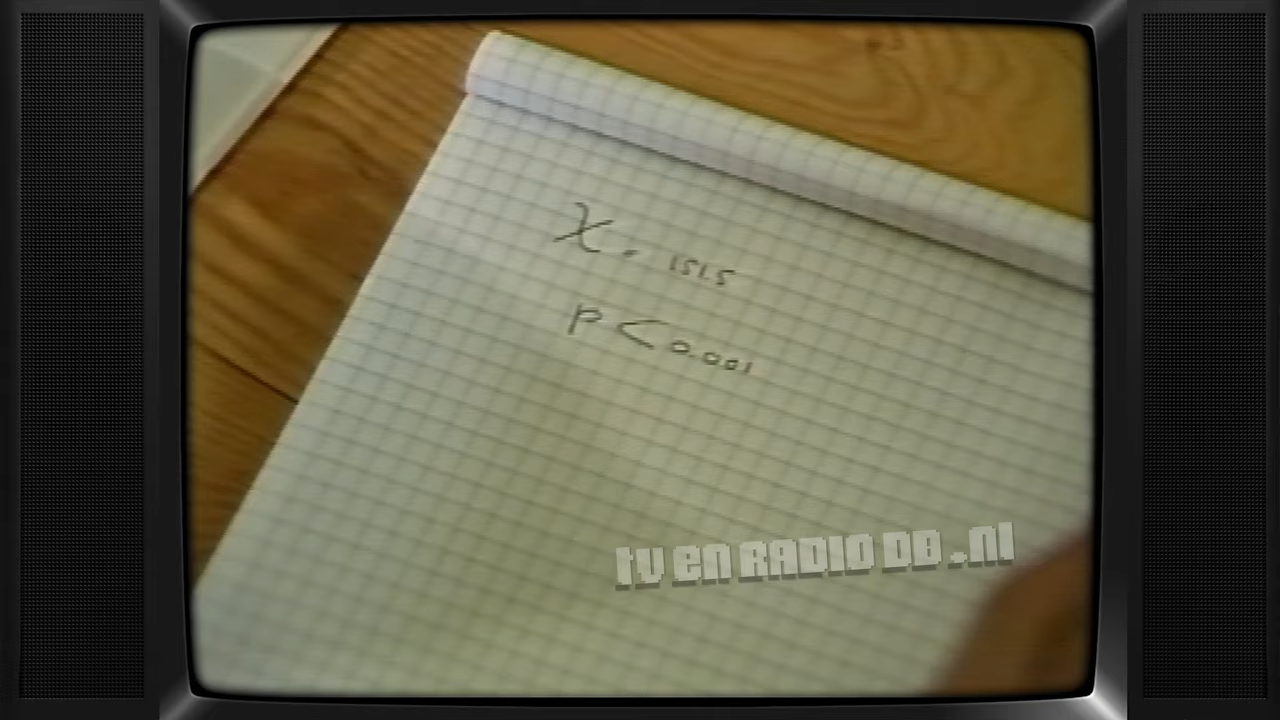 χ = 151.5
p < 0.001
TV EN RADIO DB .nl